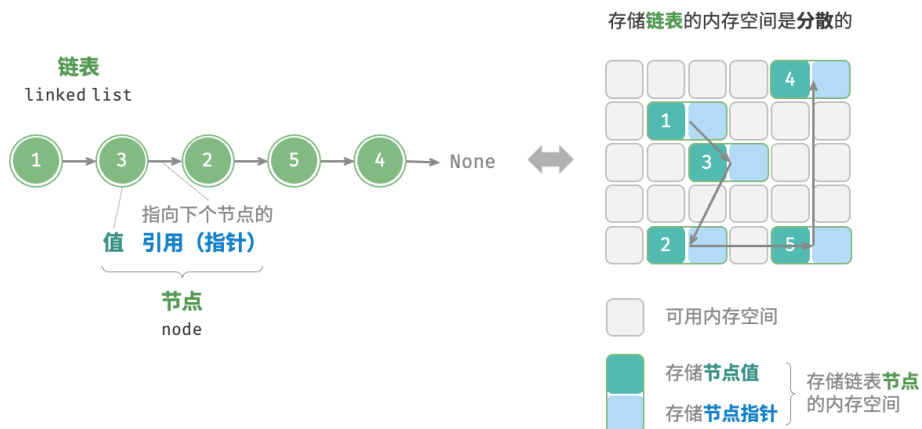 存储链表的内存空间是分散的
链表
linked list
1 3 2 5 4 None
指向下个节点的
值 引用（指针）
节点
node
4
1
3
2 5
可用内存空间
存储节点值
存储节点指针
存储链表节点
的内存空间